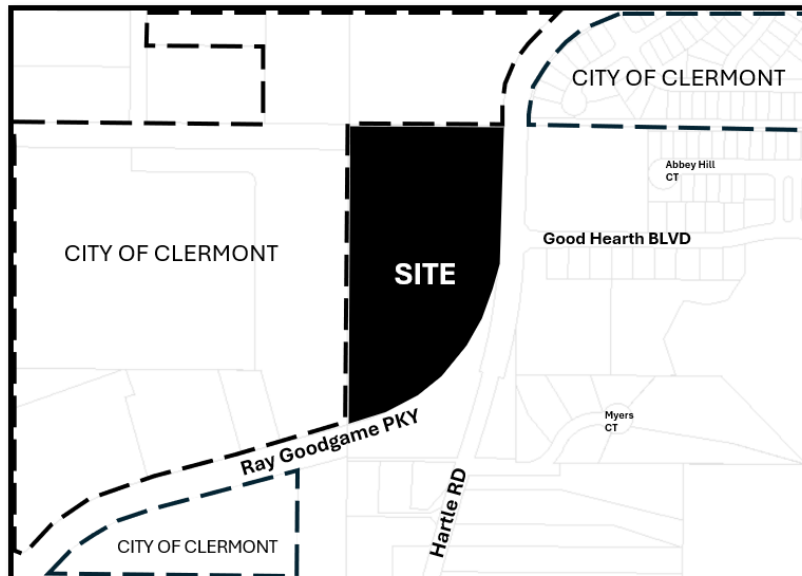 CITY OF CLERMONT
Abbey Hill
CT
Good Hearth BLVD
CITY OF CLERMONT
SITE
Myers
CT
Ray Goodgame PKY
Hartle RD
CITY OF CLERMONT